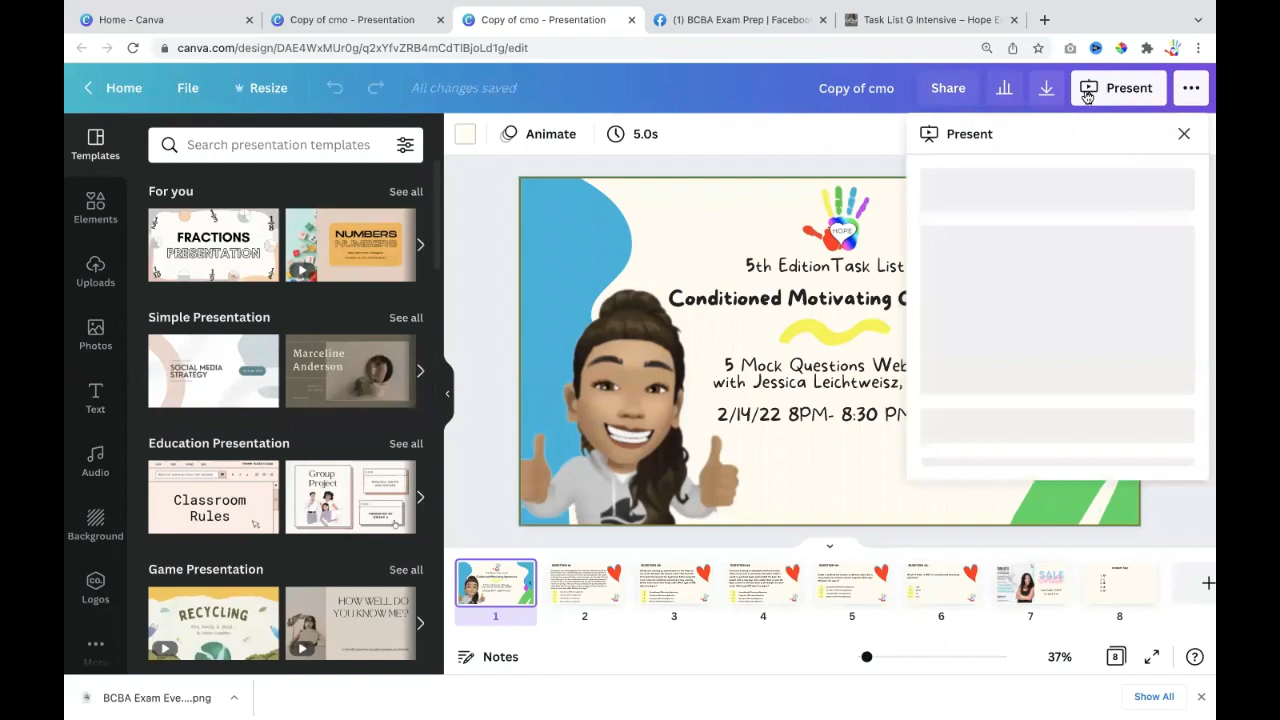 Home - Canva
Copy of cmo - Presentation
Copy of cmo - Presentation
(1) BCBA Exam Prep | Facebook
Task List G Intensive – Hope E
canva.com/design/DAE4WxMUr0g/q2xYfvZRB4mCdTlBjoLd1g/edit
Home
File
Resize
All changes saved
Copy of cmo
Share
Present
Templates
Elements
Uploads
Photos
Text
Audio
Background
Logos
More
Search presentation templates
For you
See all
FRACTIONS
PRESENTATION
NUMBERS
NUMBERS
Simple Presentation
See all
SOCIAL MEDIA
STRATEGY
Marceline
Anderson
Education Presentation
See all
Classroom
Rules
Group
Project
Game Presentation
See all
RECYCLING
HOW WELL DO
YOU KNOW ME?
Animate
5.0s
Present
HOPE
5th EditionTask List
Conditioned Motivating
5 Mock Questions Web
with Jessica Leichtweisz,
2/14/22 8PM- 8:30 PM
SALE
1
2
3
4
5
6
7
8
Notes
37%
8
BCBA Exam Eve....png
Show All